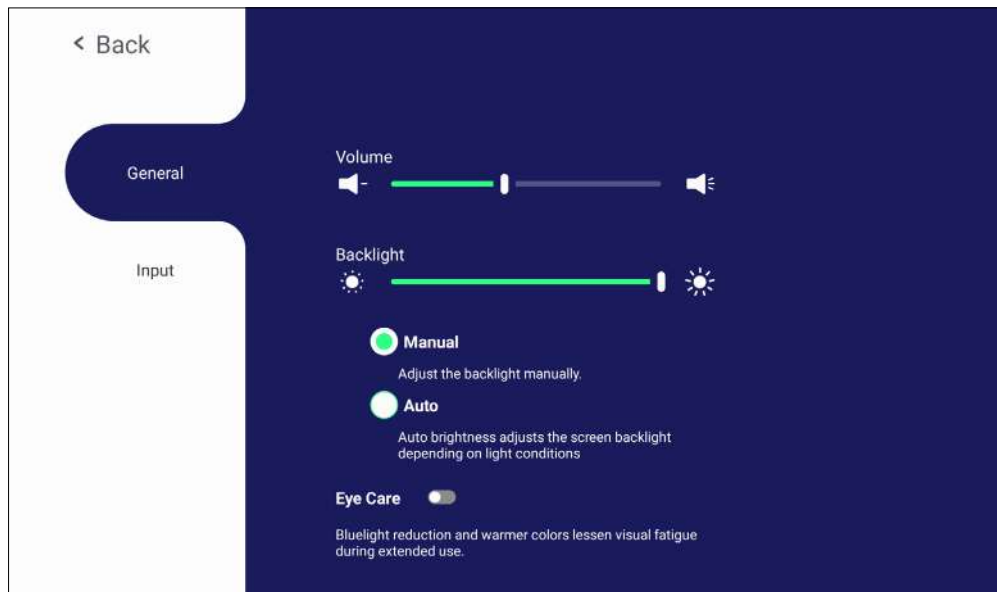 < Back
General
Input
Volume
Backlight
Manual
Adjust the backlight manually.
Auto
Auto brightness adjusts the screen backlight
depending on light conditions
Eye Care
Bluelight reduction and warmer colors lessen visual fatigue
during extended use.